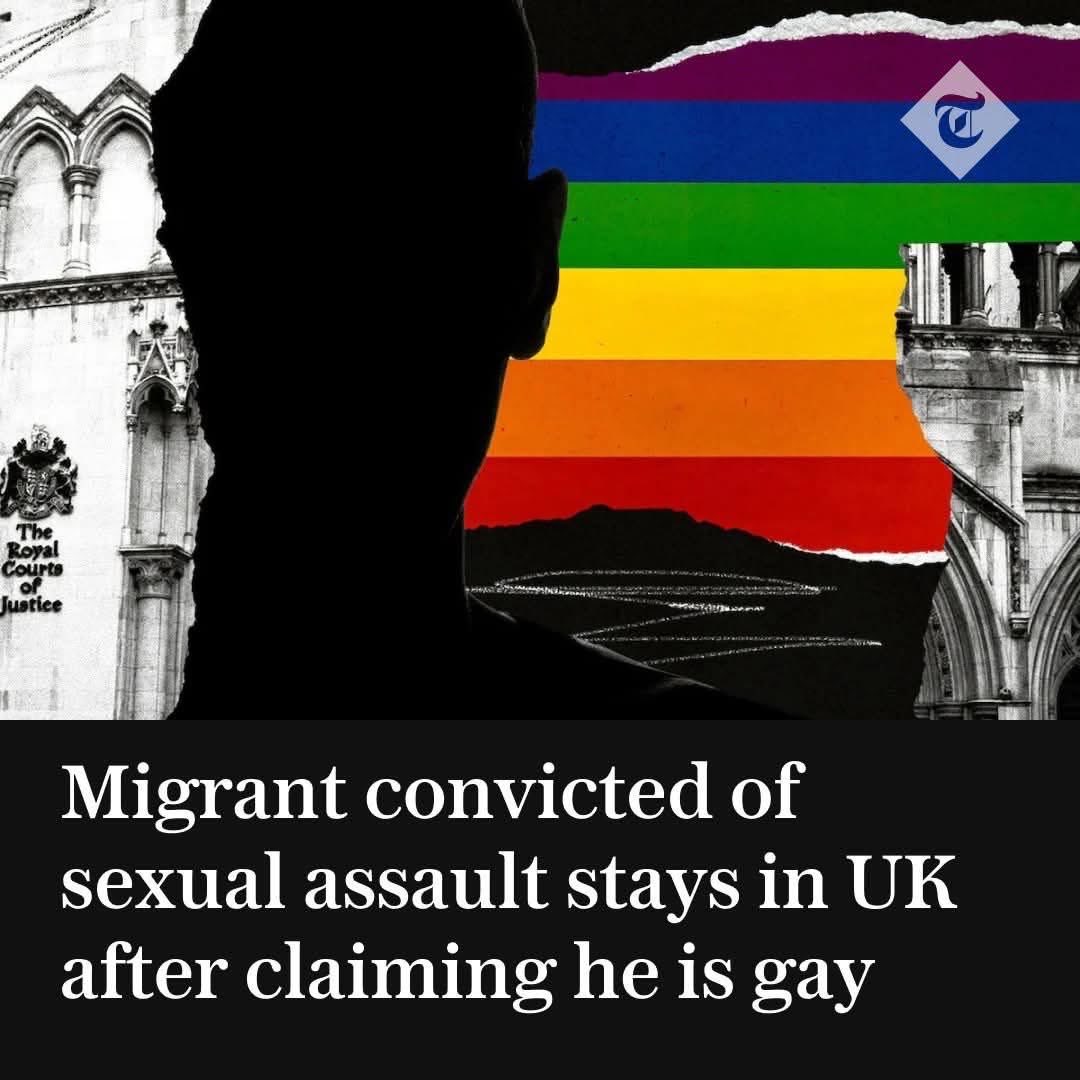 T
The
Royal
Courts
of
Justice
Migrant convicted of
sexual assault stays in UK
after claiming he is gay